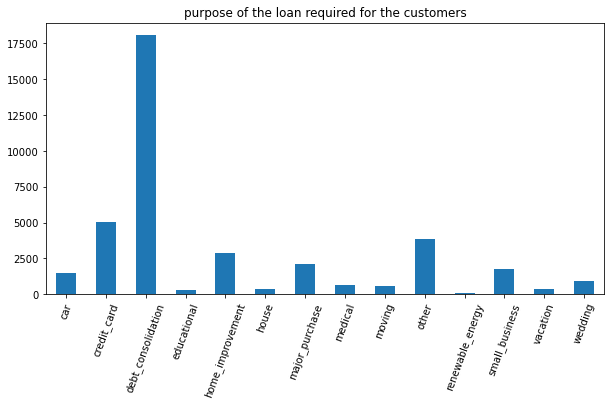 purpose of the loan required for the customers
17500
15000
12500
10000
7500
5000
2500
0
car
credit_card
debt_consolidation
educational
home_improvement
house
major_purchase
medical
moving
other
renewable_energy
small_business
vacation
wedding